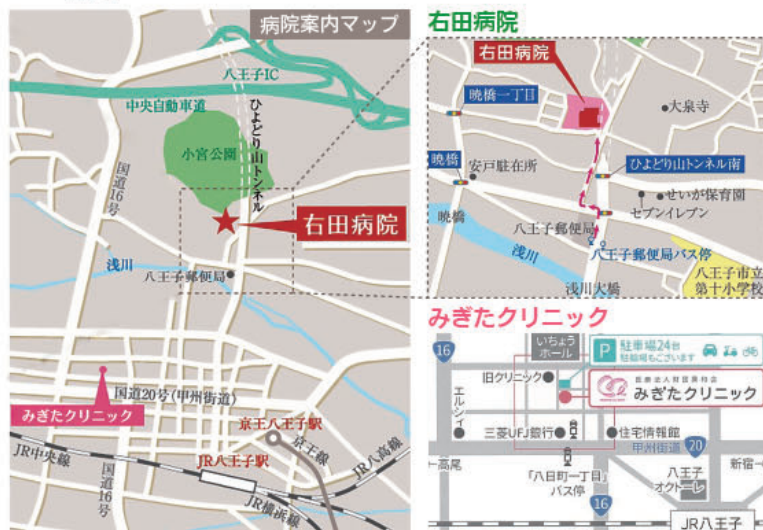 病院案内マップ
八王子IC
中央自動車道
ひよどり山トンネル
小宮公園
国道16号
右田病院
浅川
八王子郵便局
国道20号(甲州街道)
みぎたクリニック
京王八王子駅
京王線
JR八高線
JR中央線
JR八王子駅
JR横浜線
国道16号
右田病院
右田病院
暁橋一丁目
大泉寺
暁橋
安戸駐在所
ひよどり山トンネル南
せいが保育園
セブンイレブン
暁橋
八王子郵便局
八王子郵便局バス停
浅川
浅川大橋
八王子市立
第十小学校
みぎたクリニック
16
いちょう
ホール
P
駐車場24台
駐輪場もございます
旧クリニック
医療法人財団興和会
みぎたクリニック
エルシィ
三菱UFJ銀行
住宅情報館
甲州街道
20
高尾
「八日町一丁目」
バス停
八王子
オクトーレ
新宿
16
JR八王子